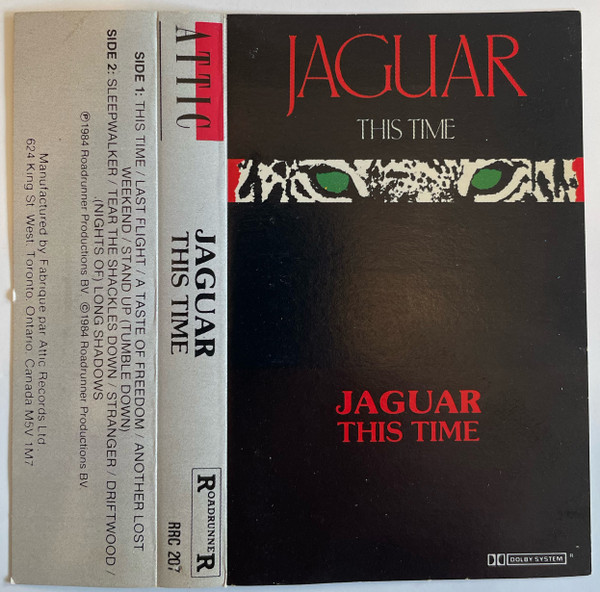 SIDE 1: THIS TIME / LAST FLIGHT / A TASTE OF FREEDOM / ANOTHER LOST
WEEKEND / STAND UP (TUMBLE DOWN)
SIDE 2: SLEEPWALKER / TEAR THE SHACKLES DOWN / STRANGER / DRIFTWOOD /
(NIGHTS OF) LONG SHADOWS
℗1984 Roadrunner Productions BV. ©1984 Roadrunner Productions BV
Manufactured by Fabrique par Attic Records Ltd
624 King St. West, Toronto, Ontario, Canada M5V 1M7
ATTIC
JAGUAR
THIS TIME
ROADRUNNER
RRC 207
JAGUAR
THIS TIME
JAGUAR
THIS TIME
DOLBY SYSTEM